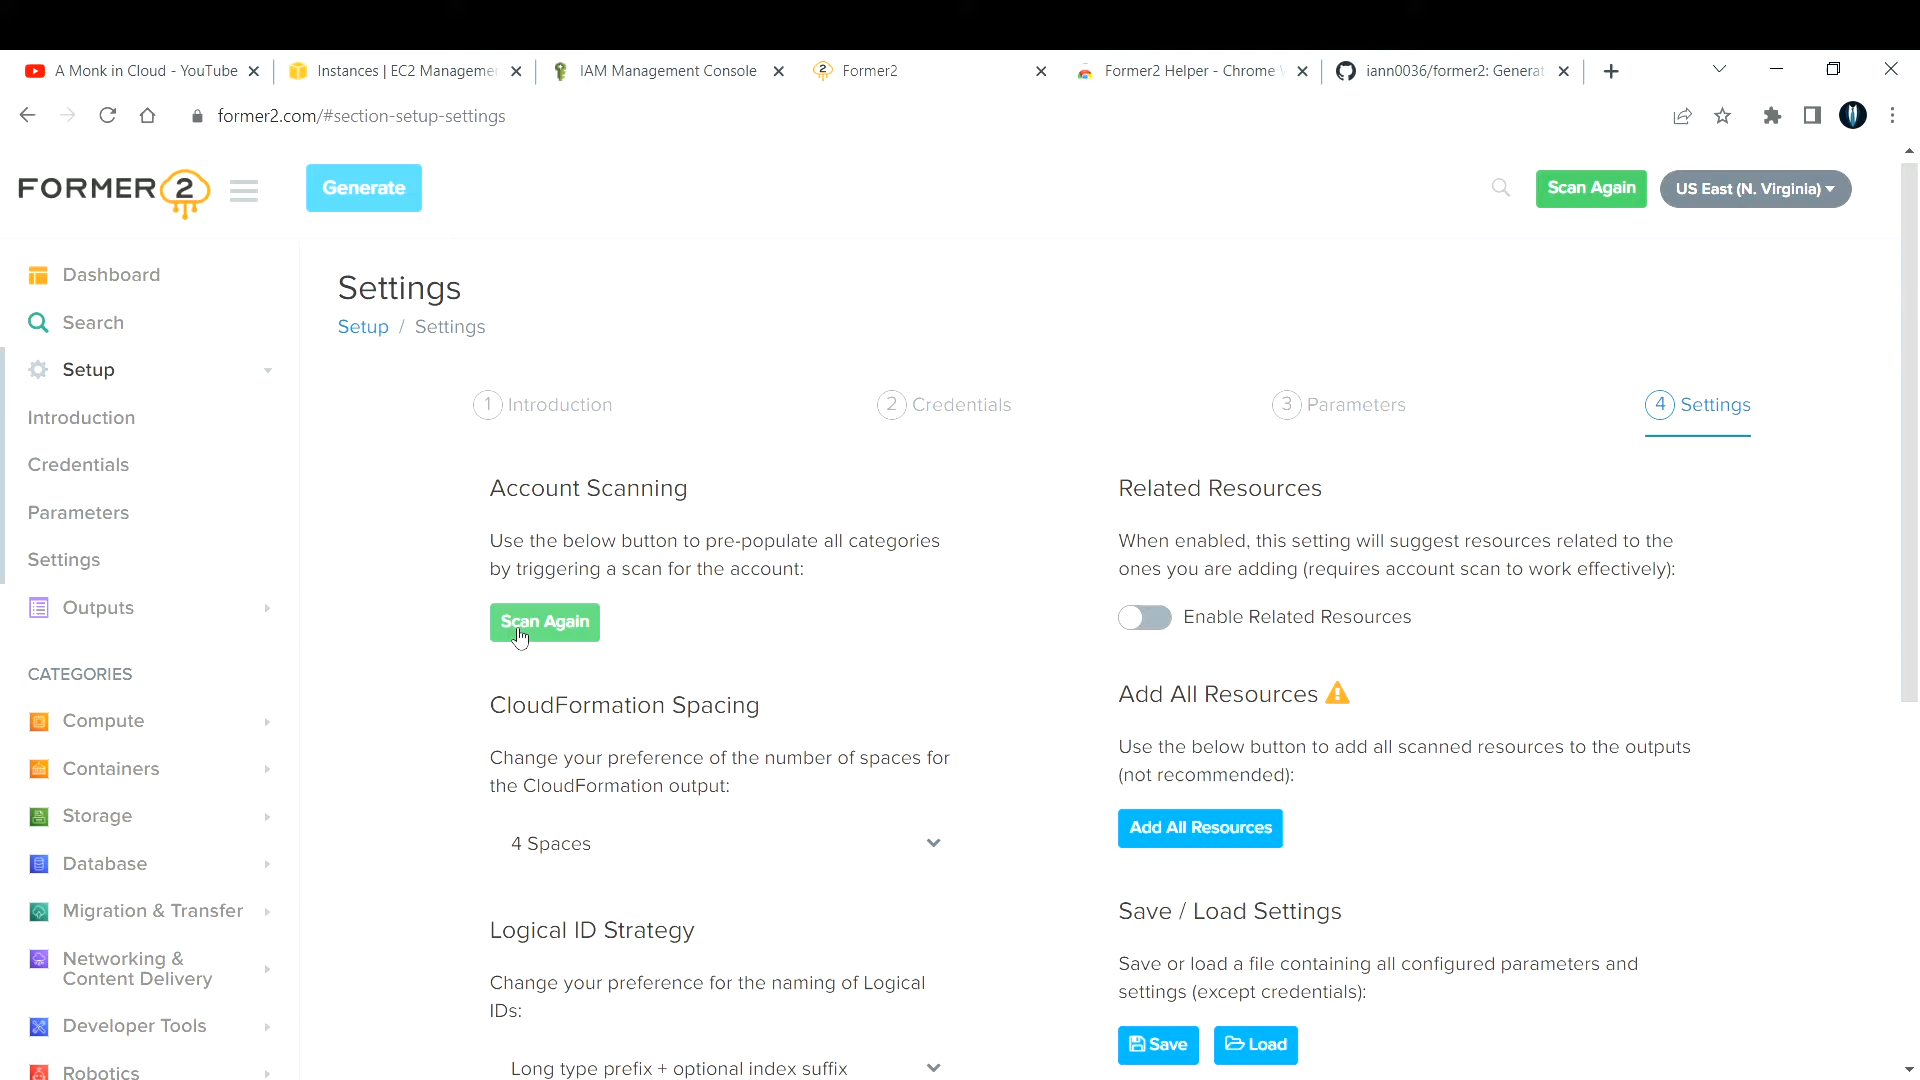 A Monk in Cloud - YouTube
Instances | EC2 Manageme
IAM Management Console
Former2
Former2 Helper - Chrome
iann0036/former2: Generat
former2.com/#section-setup-settings
FORMER 2
Generate
Scan Again
US East (N. Virginia)
Dashboard
Search
Setup
Introduction
Credentials
Parameters
Settings
Outputs
CATEGORIES
Compute
Containers
Storage
Database
Migration & Transfer
Networking &
Content Delivery
Developer Tools
Robotics
Settings
Setup / Settings
1 Introduction
2 Credentials
3 Parameters
4 Settings
Account Scanning
Use the below button to pre-populate all categories
by triggering a scan for the account:
Scan Again
CloudFormation Spacing
Change your preference of the number of spaces for
the CloudFormation output:
4 Spaces
Logical ID Strategy
Change your preference for the naming of Logical
IDs:
Long type prefix + optional index suffix
Related Resources
When enabled, this setting will suggest resources related to the
ones you are adding (requires account scan to work effectively):
Enable Related Resources
Add All Resources
Use the below button to add all scanned resources to the outputs
(not recommended):
Add All Resources
Save / Load Settings
Save or load a file containing all configured parameters and
settings (except credentials):
Save
Load